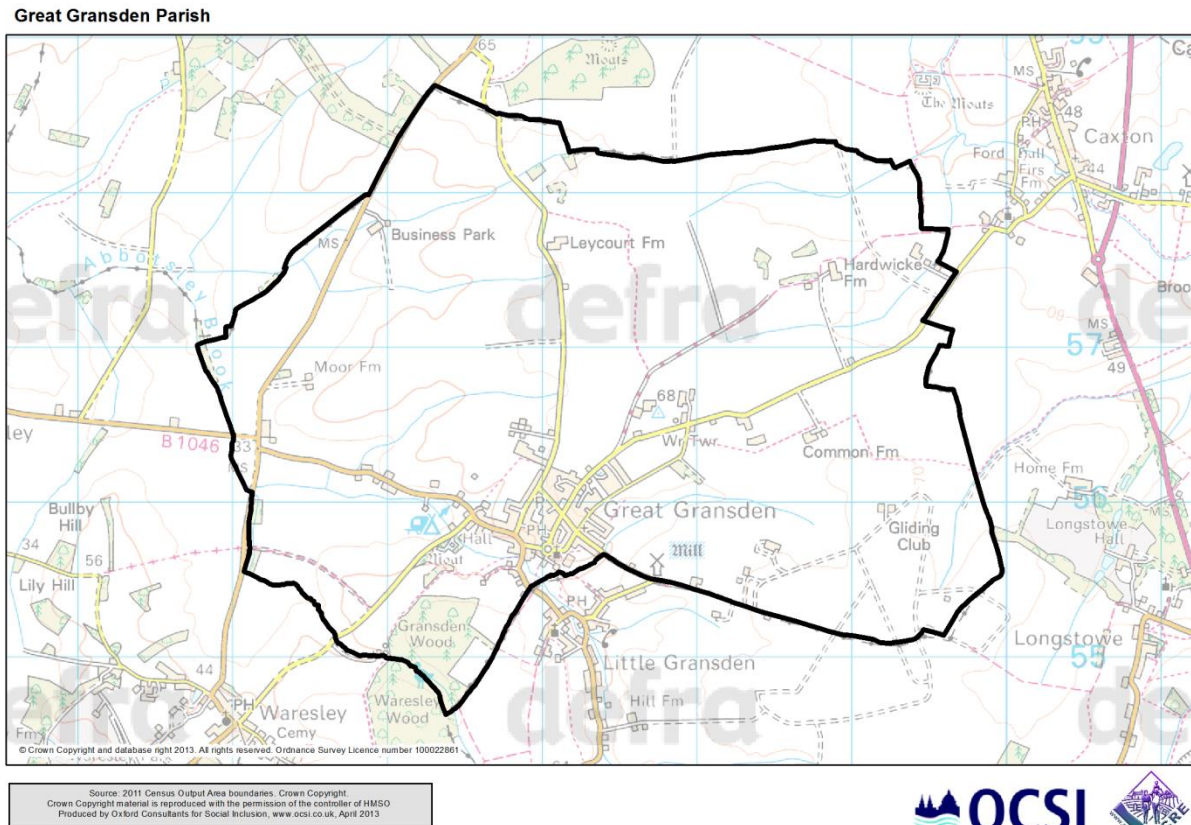 Great Gransden Parish
65
Moats
MS
The Moats
PH
48
Caxton
44
Ford
Hall
Firs
Fm
Business Park
MS
Leycourt Fm
Hardwicke
Fm
Abbotsley Brook
defra
defra
Moor Fm
57
MS
49
68
Wr Twr
B 1046
33
MS
Common Fm
Home Fm
56
MS
Bullby
Hill
34
56
Lily Hill
Great Gransden
PH
Hall
Moat
Mill
Gliding
Club
Longstowe
Hall
PH
Gransden
Wood
Little Gransden
Longstowe
55
44
PH
Waresley
Cemy
Waresley
Wood
Hill Fm
defra
Fm
© Crown Copyright and database right 2013. All rights reserved. Ordnance Survey Licence number 100022861
Source: 2011 Census Output Area boundaries. Crown Copyright.
Crown Copyright material is reproduced with the permission of the controller of HMSO
Produced by Oxford Consultants for Social Inclusion, www.ocsi.co.uk, April 2013
OCSI